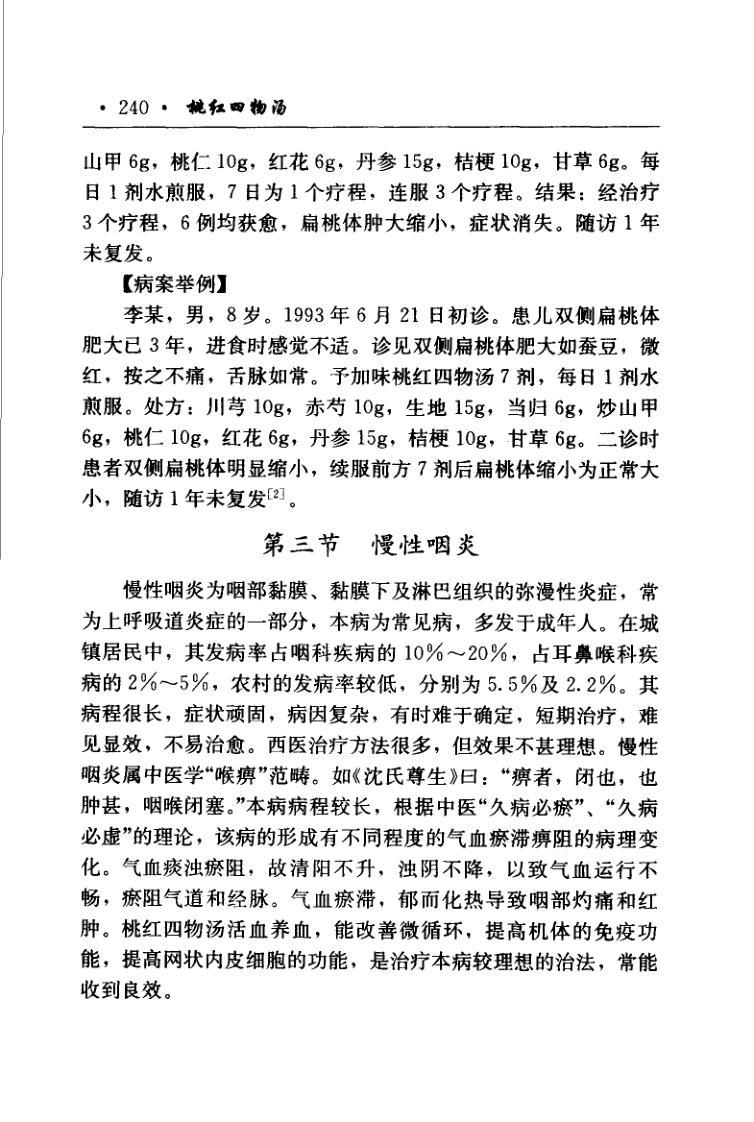 ·240· 桃红四物汤
山甲 6g，桃仁 10g，红花 6g，丹参 15g，桔梗 10g，甘草 6g。每
日 1 剂水煎服，7 日为 1 个疗程，连服 3 个疗程。结果：经治疗
3 个疗程，6 例均获愈，扁桃体肿大缩小，症状消失。随访 1 年
未复发。
【病案举例】
李某，男，8 岁。1993 年 6 月 21 日初诊。患儿双侧扁桃体
肥大已 3 年，进食时感觉不适。诊见双侧扁桃体肥大如蚕豆，微
红，按之不痛，舌脉如常。予加味桃红四物汤 7 剂，每日 1 剂水
煎服。处方：川芎 10g，赤芍 10g，生地 15g，当归 6g，炒山甲
6g，桃仁 10g，红花 6g，丹参 15g，桔梗 10g，甘草 6g。二诊时
患者双侧扁桃体明显缩小，续服前方 7 剂后扁桃体缩小为正常大
小，随访 1 年未复发[2]。
第三节 慢性咽炎
慢性咽炎为咽部黏膜、黏膜下及淋巴组织的弥漫性炎症，常
为上呼吸道炎症的一部分，本病为常见病，多发于成年人。在城
镇居民中，其发病率占咽科疾病的 10％～20％，占耳鼻喉科疾
病的 2％～5％，农村的发病率较低，分别为 5.5％及 2.2％。其
病程很长，症状顽固，病因复杂，有时难于确定，短期治疗，难
见显效，不易治愈。西医治疗方法很多，但效果不甚理想。慢性
咽炎属中医学“喉痹”范畴。如《沈氏尊生》曰：“痹者，闭也，也
肿甚，咽喉闭塞。”本病病程较长，根据中医“久病必瘀”、“久病
必虚”的理论，该病的形成有不同程度的气血瘀滞痹阻的病理变
化。气血痰浊瘀阻，故清阳不升，浊阴不降，以致气血运行不
畅，瘀阻气道和经脉。气血瘀滞，郁而化热导致咽部灼痛和红
肿。桃红四物汤活血养血，能改善微循环，提高机体的免疫功
能，提高网状内皮细胞的功能，是治疗本病较理想的治法，常能
收到良效。